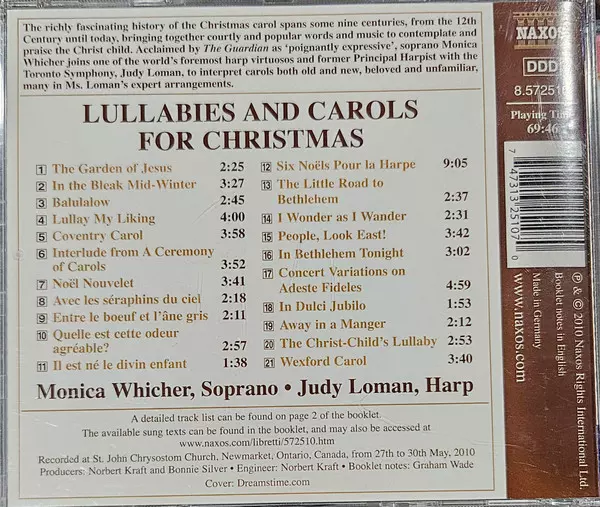 The richly fascinating history of the Christmas carol spans some nine centuries, from the 12th
Century until today, bringing together courtly and popular words and music to contemplate and
praise the Christ child. Acclaimed by The Guardian as ‘poignantly expressive’, soprano Monica
Whicher joins one of the world's foremost harp virtuosos and former Principal Harpist with the
Toronto Symphony, Judy Loman, to interpret carols both old and new, beloved and unfamiliar,
many in Ms. Loman's expert arrangements.
LULLABIES AND CAROLS
FOR CHRISTMAS
1 The Garden of Jesus 2:25
2 In the Bleak Mid-Winter 3:27
3 Balulalow 2:45
4 Lullay My Liking 4:00
5 Coventry Carol 3:58
6 Interlude from A Ceremony
of Carols 3:52
7 Noël Nouvelet 3:41
8 Avec les séraphins du ciel 2:18
9 Entre le boeuf et l'âne gris 2:11
10 Quelle est cette odeur
agréable? 2:57
11 Il est né le divin enfant 1:38
12 Six Noëls Pour la Harpe 9:05
13 The Little Road to
Bethlehem 2:37
14 I Wonder as I Wander 2:31
15 People, Look East! 3:42
16 In Bethlehem Tonight 3:02
17 Concert Variations on
Adeste Fideles 4:59
18 In Dulci Jubilo 1:53
19 Away in a Manger 2:12
20 The Christ-Child's Lullaby 2:53
21 Wexford Carol 3:40
Monica Whicher, Soprano • Judy Loman, Harp
A detailed track list can be found on page 2 of the booklet.
The available sung texts can be found in the booklet, and may also be accessed at
www.naxos.com/libretti/572510.htm
Recorded at St. John Chrysostom Church, Newmarket, Ontario, Canada, from 27th to 30th May, 2010
Producers: Norbert Kraft and Bonnie Silver • Engineer: Norbert Kraft • Booklet notes: Graham Wade
Cover: Dreamstime.com
NAXOS
DDD
8.572510
Playing Time
69:46
7 47313 25107 0
℗ & © 2010 Naxos Rights International Ltd.
Booklet notes in English
Made in Germany
www.naxos.com